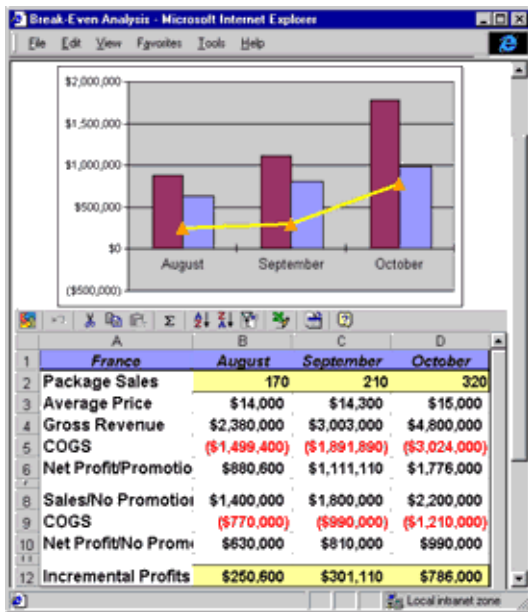 Break-Even Analysis - Microsoft Internet Explorer
File Edit View Favorites Tools Help
$2,000,000
$1,500,000
$1,000,000
$500,000
$0
August September October
($500,000)
A B C D
1 France August September October
2 Package Sales 170 210 320
3 Average Price $14,000 $14,300 $15,000
4 Gross Revenue $2,380,000 $3,003,000 $4,800,000
5 COGS ($1,499,400) ($1,891,890) ($3,024,000)
6 Net Profit/Promotio $880,600 $1,111,110 $1,776,000
8 Sales/No Promotion $1,400,000 $1,800,000 $2,200,000
9 COGS ($770,000) ($990,000) ($1,210,000)
10 Net Profit/No Prom $630,000 $810,000 $990,000
11
12 Incremental Profits $250,600 $301,110 $786,000
Local intranet zone